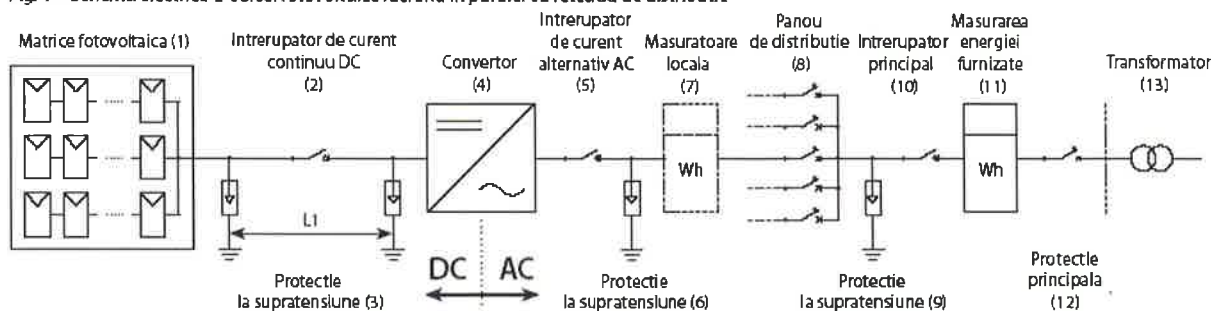 Matrice fotovoltaica (1)
Intrerupator de curent
continuu DC
(2)
Convertor
(4)
Intrerupator
de curent
alternativ AC
(5)
Masuratoare
locala
(7)
Panou
de distributie
(8)
Intrerupator
principal
(10)
Masurarea
energiei
furnizate
(11)
Transformator
(13)
Wh
Wh
L1
DC
AC
Protectie
la supratensiune (3)
Protectie
la supratensiune (6)
Protectie
la supratensiune (9)
Protectie
principala
(12)